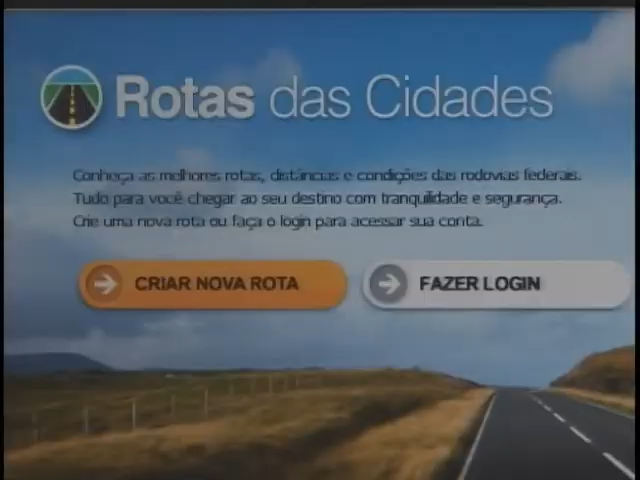 Rotas das Cidades
Conheça as melhores rotas, distâncias e condições das rodovias federais.
Tudo para você chegar ao seu destino com tranquilidade e segurança.
Crie uma nova rota ou faça o login para acessar sua conta.
CRIAR NOVA ROTA
FAZER LOGIN